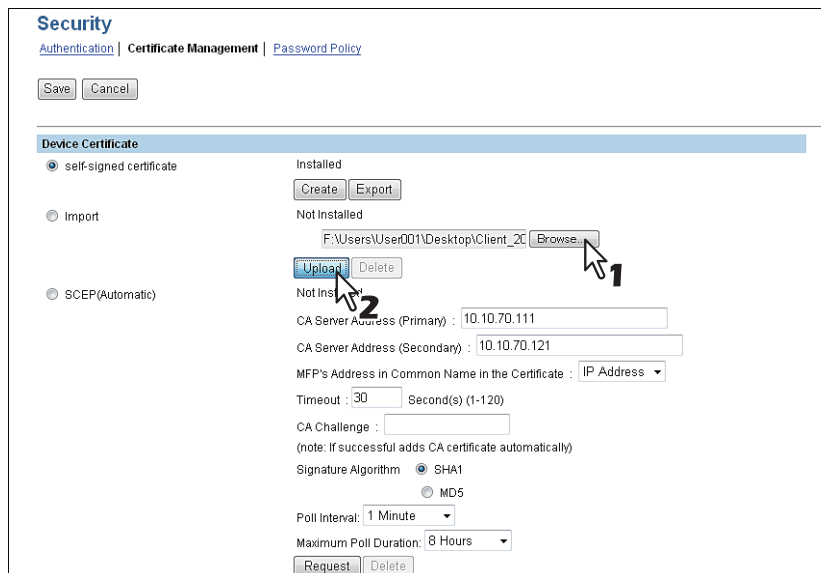 Security
Authentication | Certificate Management | Password Policy
Save Cancel
Device Certificate
self-signed certificate Installed
Create Export
Import Not Installed
F:\Users\User001\Desktop\Client_20 Browse...
1
Upload Delete
2
SCEP(Automatic) Not Installed
CA Server Address (Primary) : 10.10.70.111
CA Server Address (Secondary) : 10.10.70.121
MFP's Address in Common Name in the Certificate : IP Address
Timeout : 30 Second(s) (1-120)
CA Challenge :
(note: If successful adds CA certificate automatically)
Signature Algorithm SHA1
MD5
Poll Interval: 1 Minute
Maximum Poll Duration: 8 Hours
Request Delete